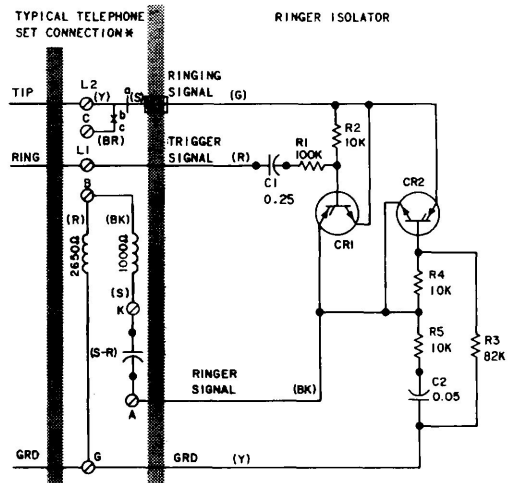 TYPICAL TELEPHONE
SET CONNECTION*
RINGER ISOLATOR
TIP
L2
(Y)
a
(S)
RINGING
SIGNAL
(G)
C
b
c
(BR)
RING
L1
TRIGGER
SIGNAL
(R)
C1
0.25
R1
100K
R2
10K
CR1
CR2
B
(R)
2650Ω
(BK)
1000Ω
(S)
K
(S-R)
A
RINGER
SIGNAL
(BK)
R4
10K
R5
10K
R3
82K
C2
0.05
GRD
G
GRD
(Y)